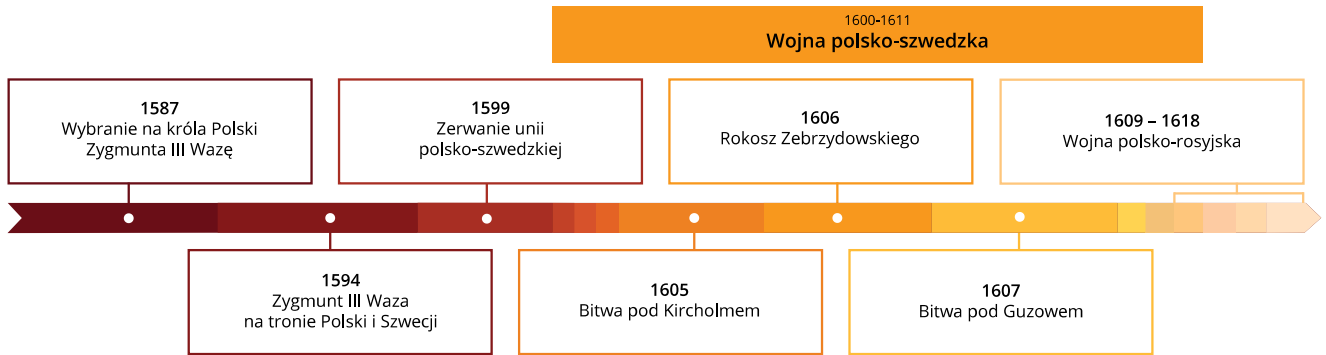 1600-1611
Wojna polsko-szwedzka
1587
Wybranie na króla Polski
Zygmunta III Wazę
1599
Zerwanie unii
polsko-szwedzkiej
1606
Rokosz Zebrzydowskiego
1609 – 1618
Wojna polsko-rosyjska
1594
Zygmunt III Waza
na tronie Polski i Szwecji
1605
Bitwa pod Kircholmem
1607
Bitwa pod Guzowem